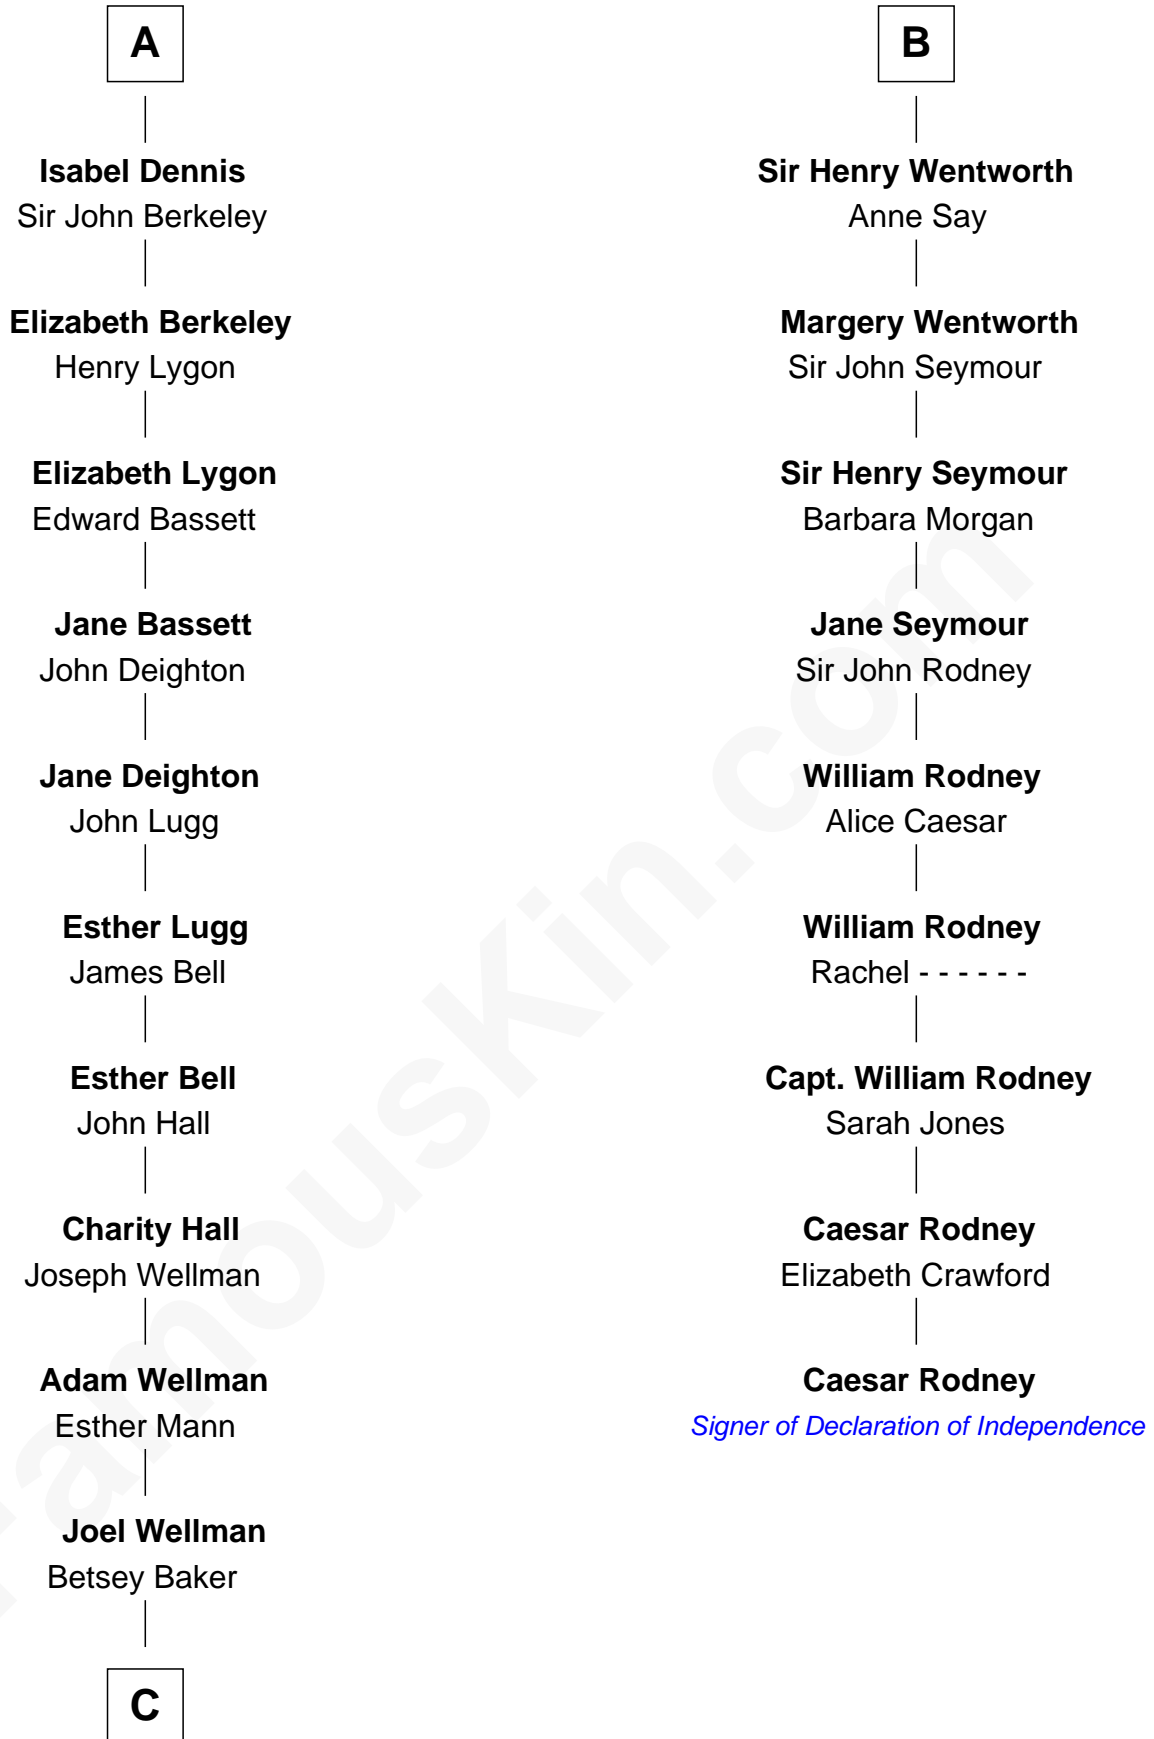 A
Isabel Dennis
Sir John Berkeley
Elizabeth Berkeley
Henry Lygon
Elizabeth Lygon
Edward Bassett
Jane Bassett
John Deighton
Jane Deighton
John Lugg
Esther Lugg
James Bell
Esther Bell
John Hall
Charity Hall
Joseph Wellman
Adam Wellman
Esther Mann
Joel Wellman
Betsey Baker
C
B
Sir Henry Wentworth
Anne Say
Margery Wentworth
Sir John Seymour
Sir Henry Seymour
Barbara Morgan
Jane Seymour
Sir John Rodney
William Rodney
Alice Caesar
William Rodney
Rachel - - - - - -
Capt. William Rodney
Sarah Jones
Caesar Rodney
Elizabeth Crawford
Caesar Rodney
Signer of Declaration of Independence
FamousKin.com